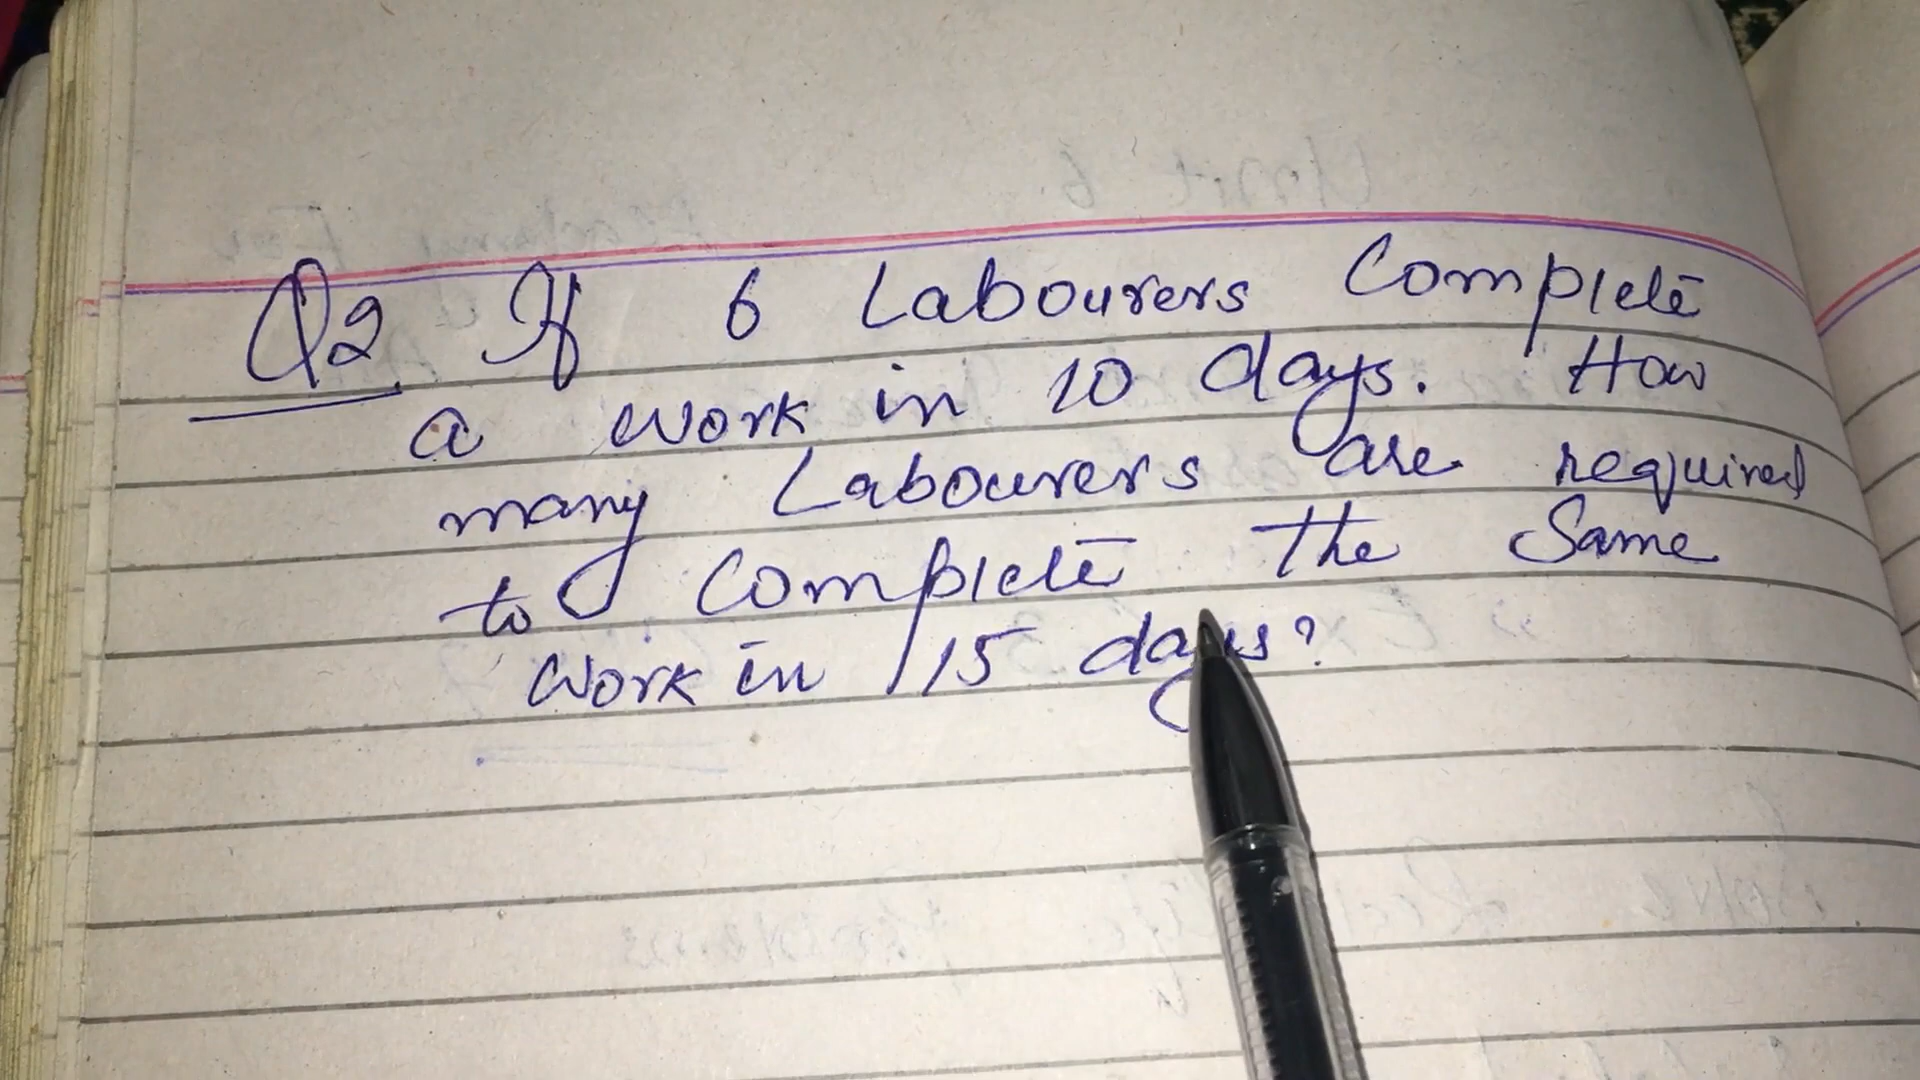 Q2. If 6 Labourers Complete
a work in 10 days. How
many Labourers are required
to Complete the Same
work in 15 days?